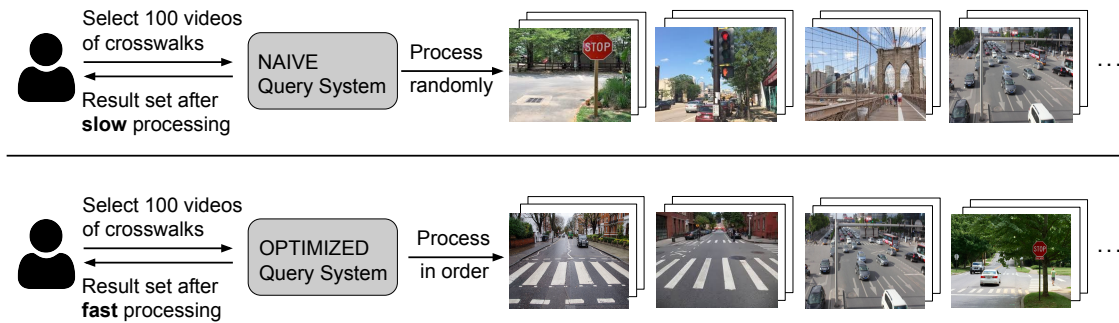 Select 100 videos
of crosswalks
Result set after
slow processing
NAIVE
Query System
Process
randomly
STOP
...
Select 100 videos
of crosswalks
Result set after
fast processing
OPTIMIZED
Query System
Process
in order
STOP
...